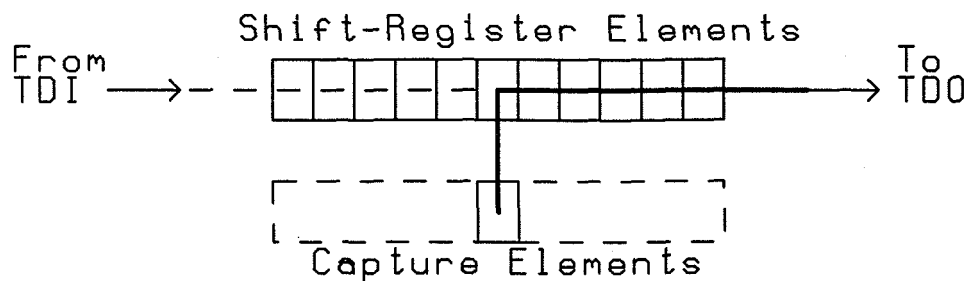 Shift-Register Elements
From
TDI
To
TDO
Capture Elements